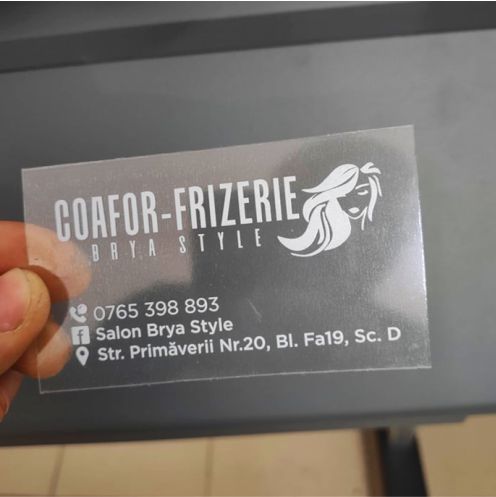 COAFOR-FRIZERIE
BRYA STYLE
0765 398 893
Salon Brya Style
Str. Primăverii Nr.20, Bl. Fa19, Sc. D